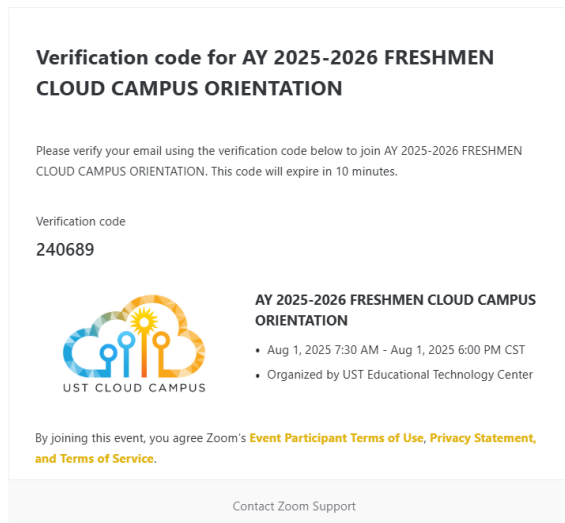 Verification code for AY 2025-2026 FRESHMEN
CLOUD CAMPUS ORIENTATION
Please verify your email using the verification code below to join AY 2025-2026 FRESHMEN
CLOUD CAMPUS ORIENTATION. This code will expire in 10 minutes.
Verification code
240689
UST CLOUD CAMPUS
AY 2025-2026 FRESHMEN CLOUD CAMPUS
ORIENTATION
• Aug 1, 2025 7:30 AM - Aug 1, 2025 6:00 PM CST
• Organized by UST Educational Technology Center
By joining this event, you agree Zoom's Event Participant Terms of Use, Privacy Statement,
and Terms of Service.
Contact Zoom Support